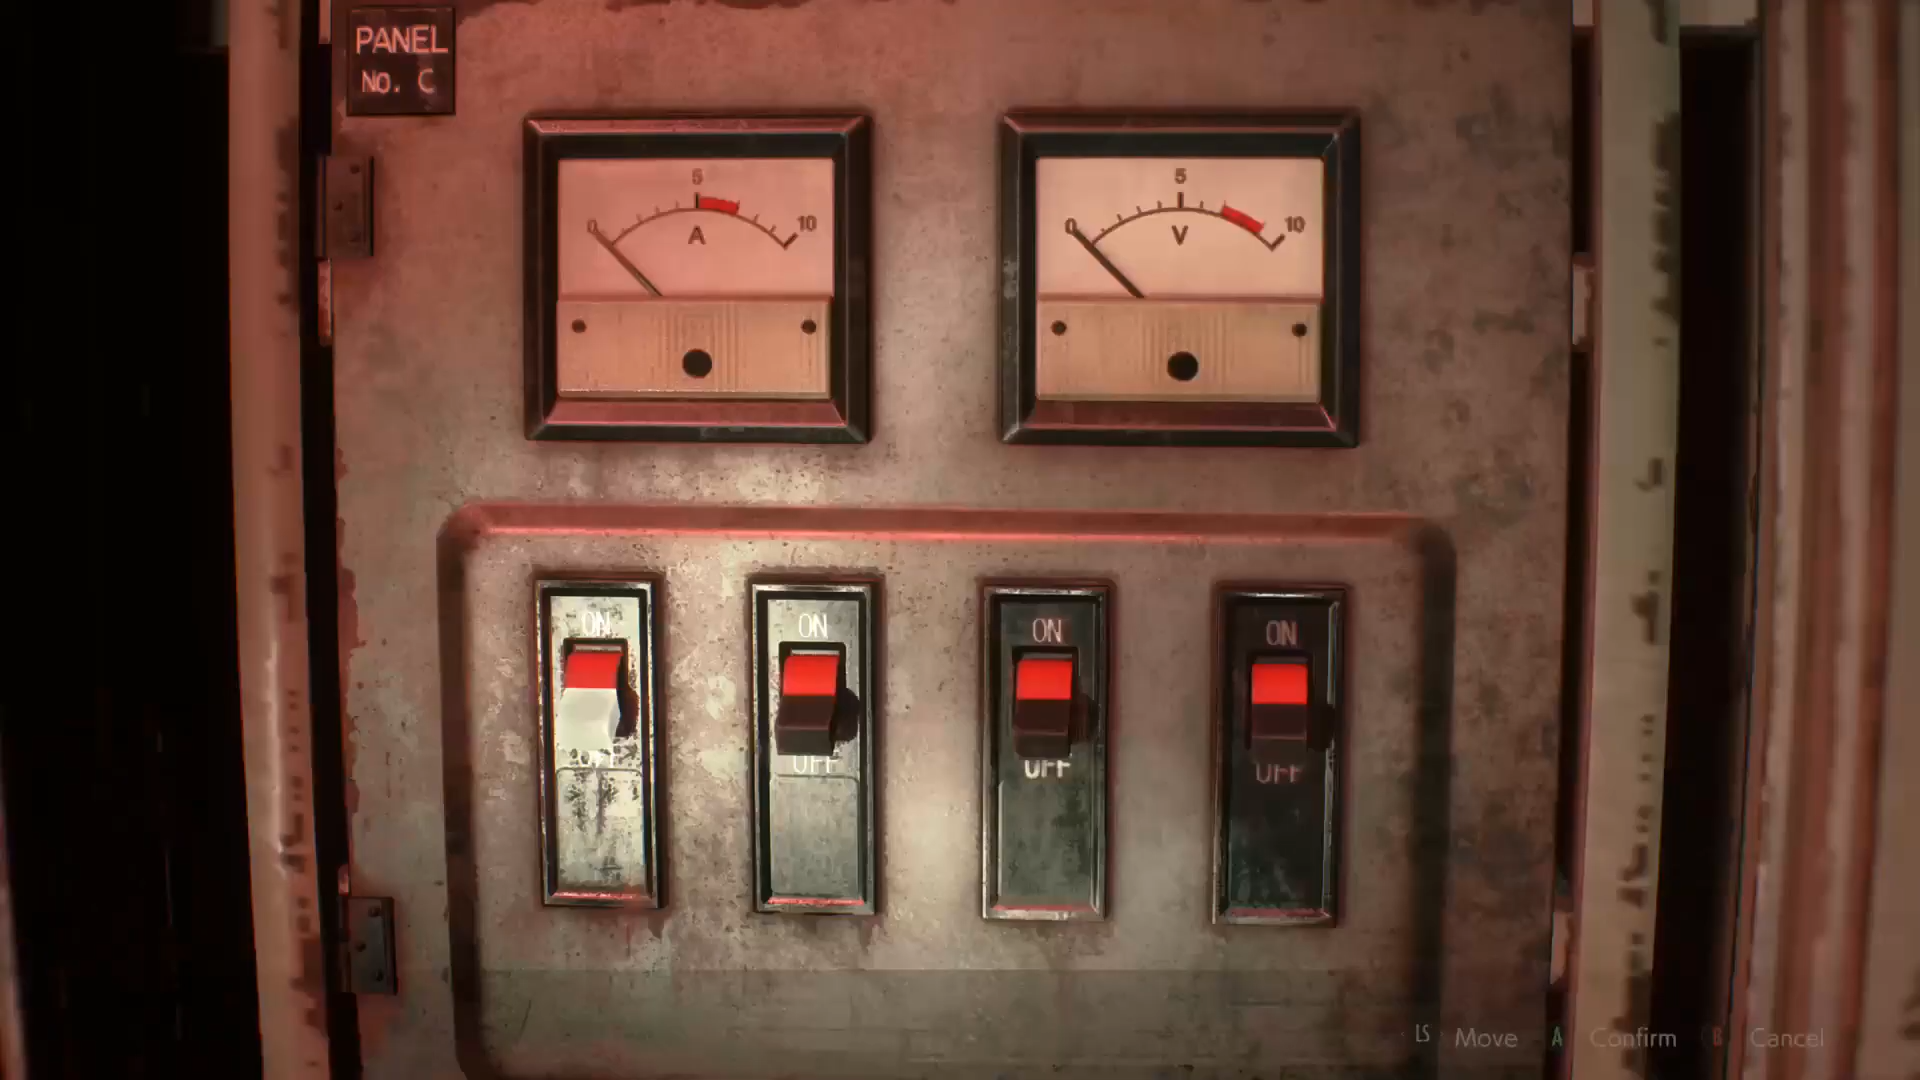 PANEL
No. C
0 5 10
A
0 5 10
V
ON ON ON ON
OFF OFF OFF OFF
LS Move A Confirm B Cancel